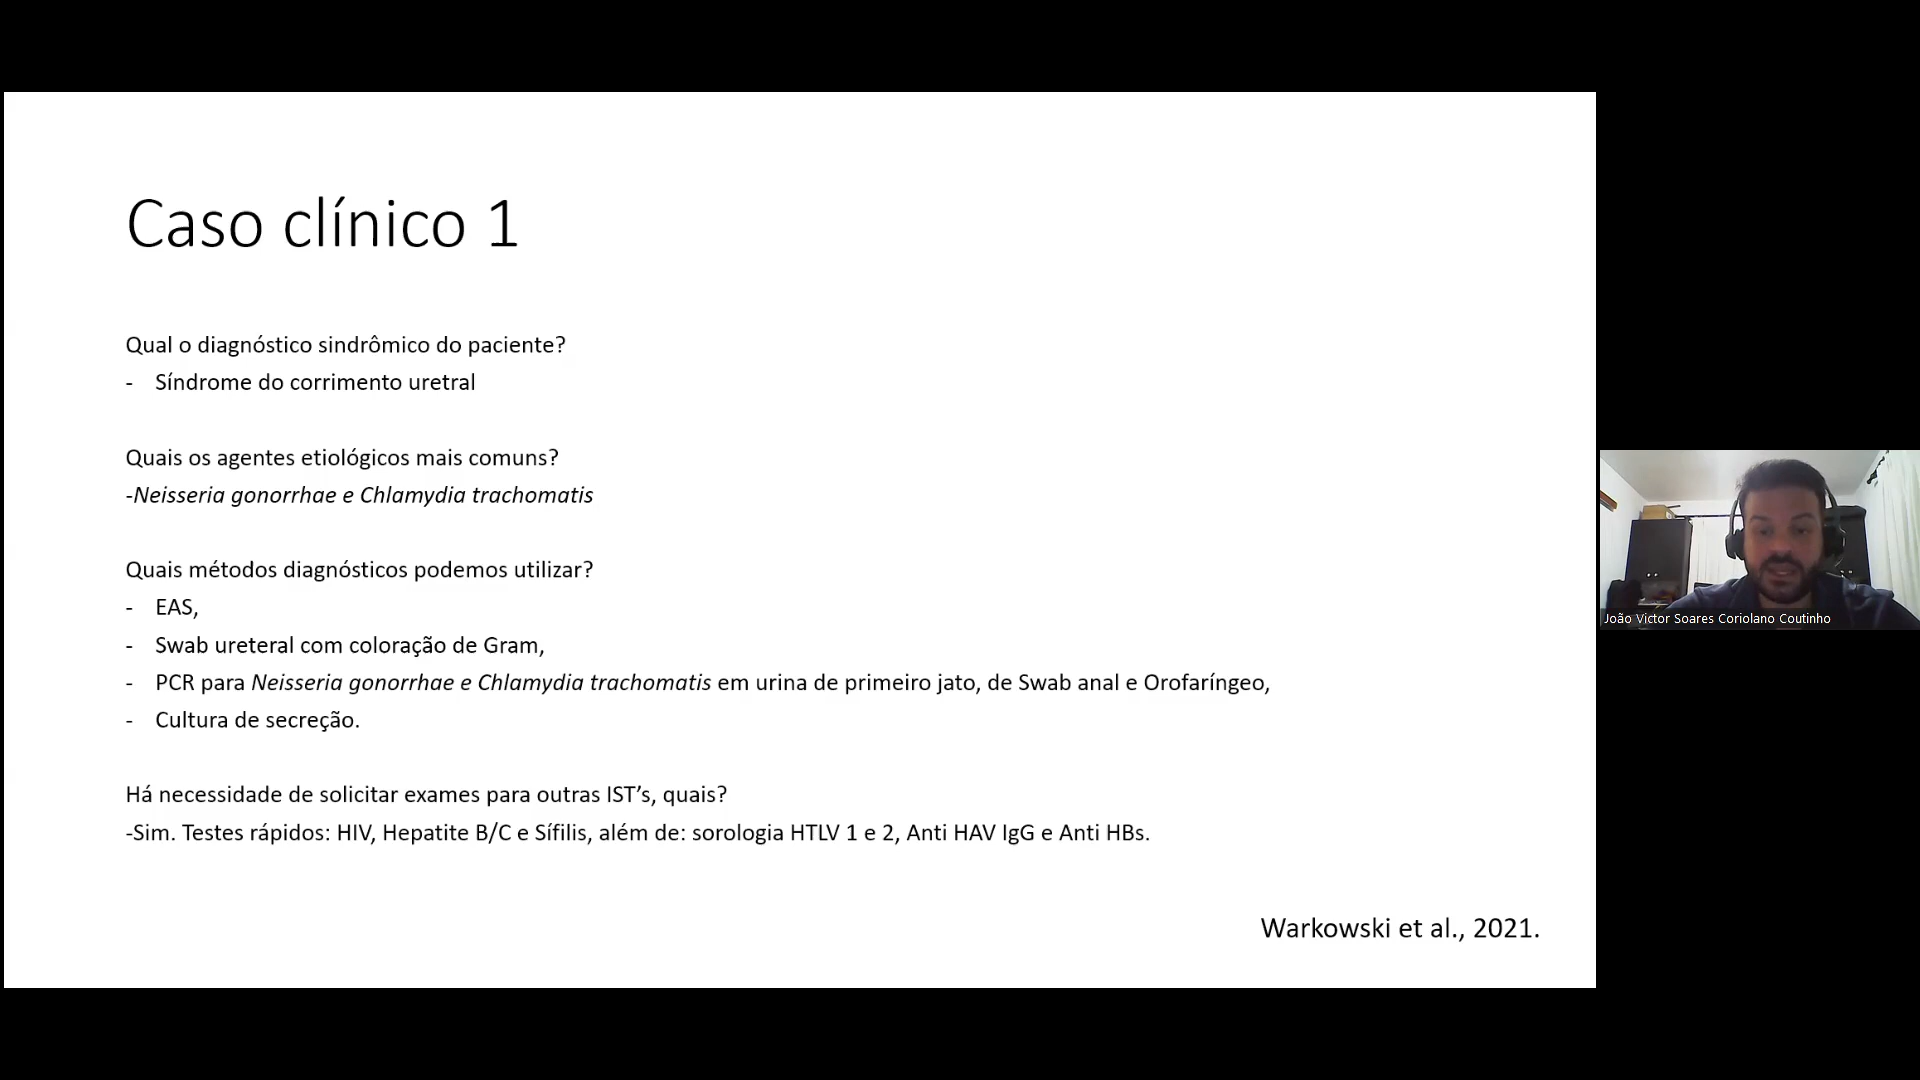 Caso clínico 1
Qual o diagnóstico sindrômico do paciente?
- Síndrome do corrimento uretral
Quais os agentes etiológicos mais comuns?
-Neisseria gonorrhae e Chlamydia trachomatis
Quais métodos diagnósticos podemos utilizar?
- EAS,
- Swab ureteral com coloração de Gram,
- PCR para Neisseria gonorrhae e Chlamydia trachomatis em urina de primeiro jato, de Swab anal e Orofaríngeo,
- Cultura de secreção.
Há necessidade de solicitar exames para outras IST’s, quais?
-Sim. Testes rápidos: HIV, Hepatite B/C e Sífilis, além de: sorologia HTLV 1 e 2, Anti HAV IgG e Anti HBs.
Warkowski et al., 2021.
João Victor Soares Coriolano Coutinho